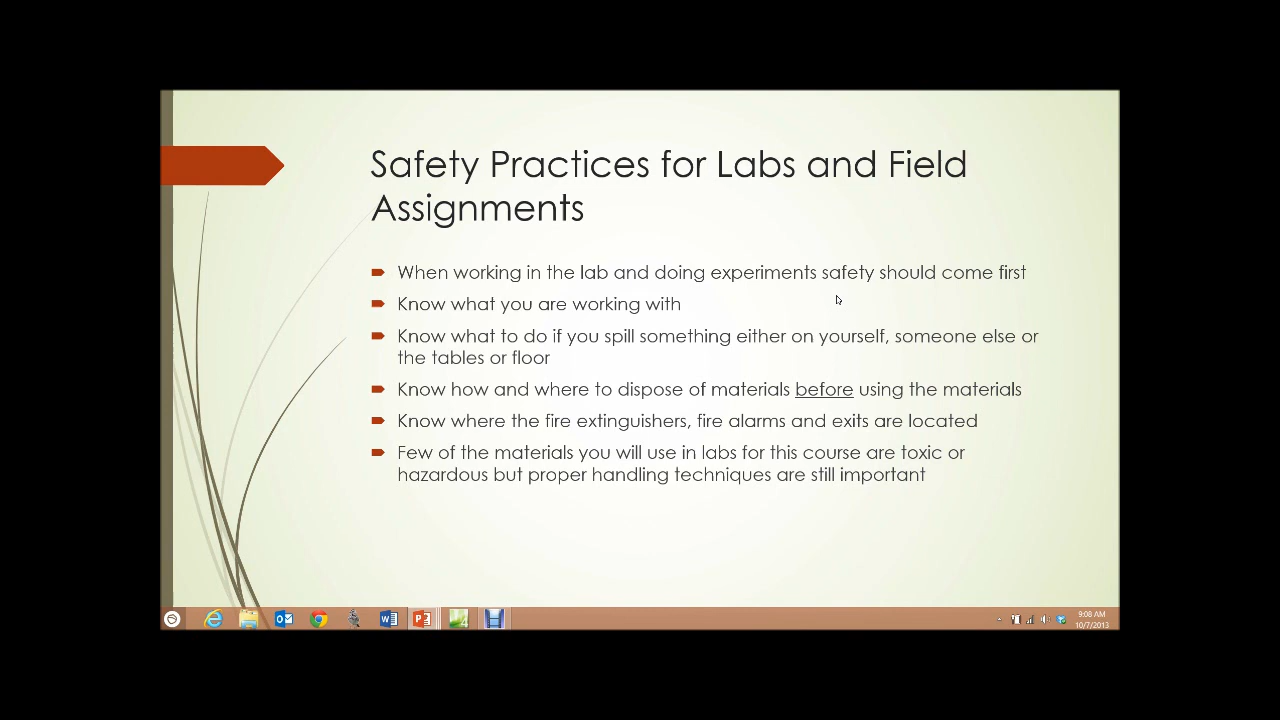 Safety Practices for Labs and Field
Assignments
When working in the lab and doing experiments safety should come first
Know what you are working with
Know what to do if you spill something either on yourself, someone else or
the tables or floor
Know how and where to dispose of materials before using the materials
Know where the fire extinguishers, fire alarms and exits are located
Few of the materials you will use in labs for this course are toxic or
hazardous but proper handling techniques are still important
9:08 AM
10/7/2013